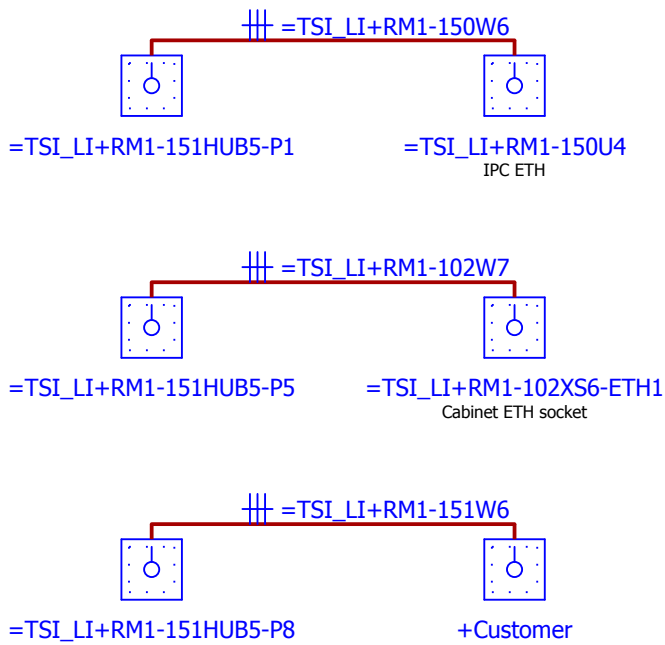 =TSI_LI+RM1-150W6
=TSI_LI+RM1-151HUB5-P1
=TSI_LI+RM1-150U4
IPC ETH
=TSI_LI+RM1-102W7
=TSI_LI+RM1-151HUB5-P5
=TSI_LI+RM1-102XS6-ETH1
Cabinet ETH socket
=TSI_LI+RM1-151W6
=TSI_LI+RM1-151HUB5-P8
+Customer